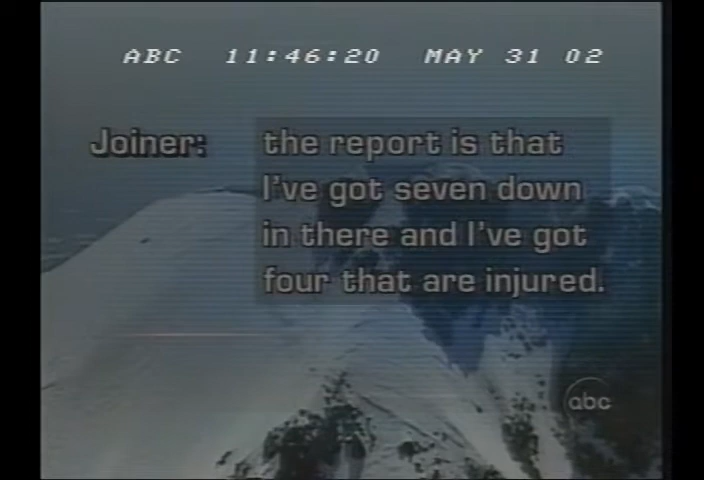 ABC 11:46:20 MAY 31 02
Joiner: the report is that
I've got seven down
in there and I've got
four that are injured.
abc